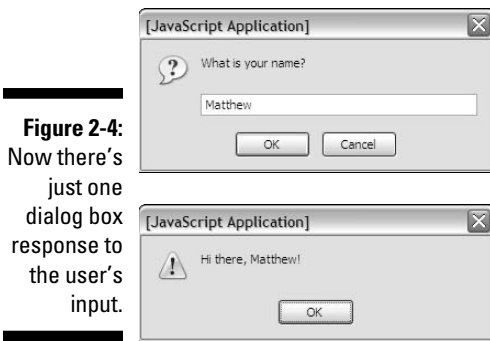 [JavaScript Application]
What is your name?
Matthew
OK
Cancel
Figure 2-4:
Now there's
just one
dialog box
response to
the user's
input.
[JavaScript Application]
Hi there, Matthew!
OK